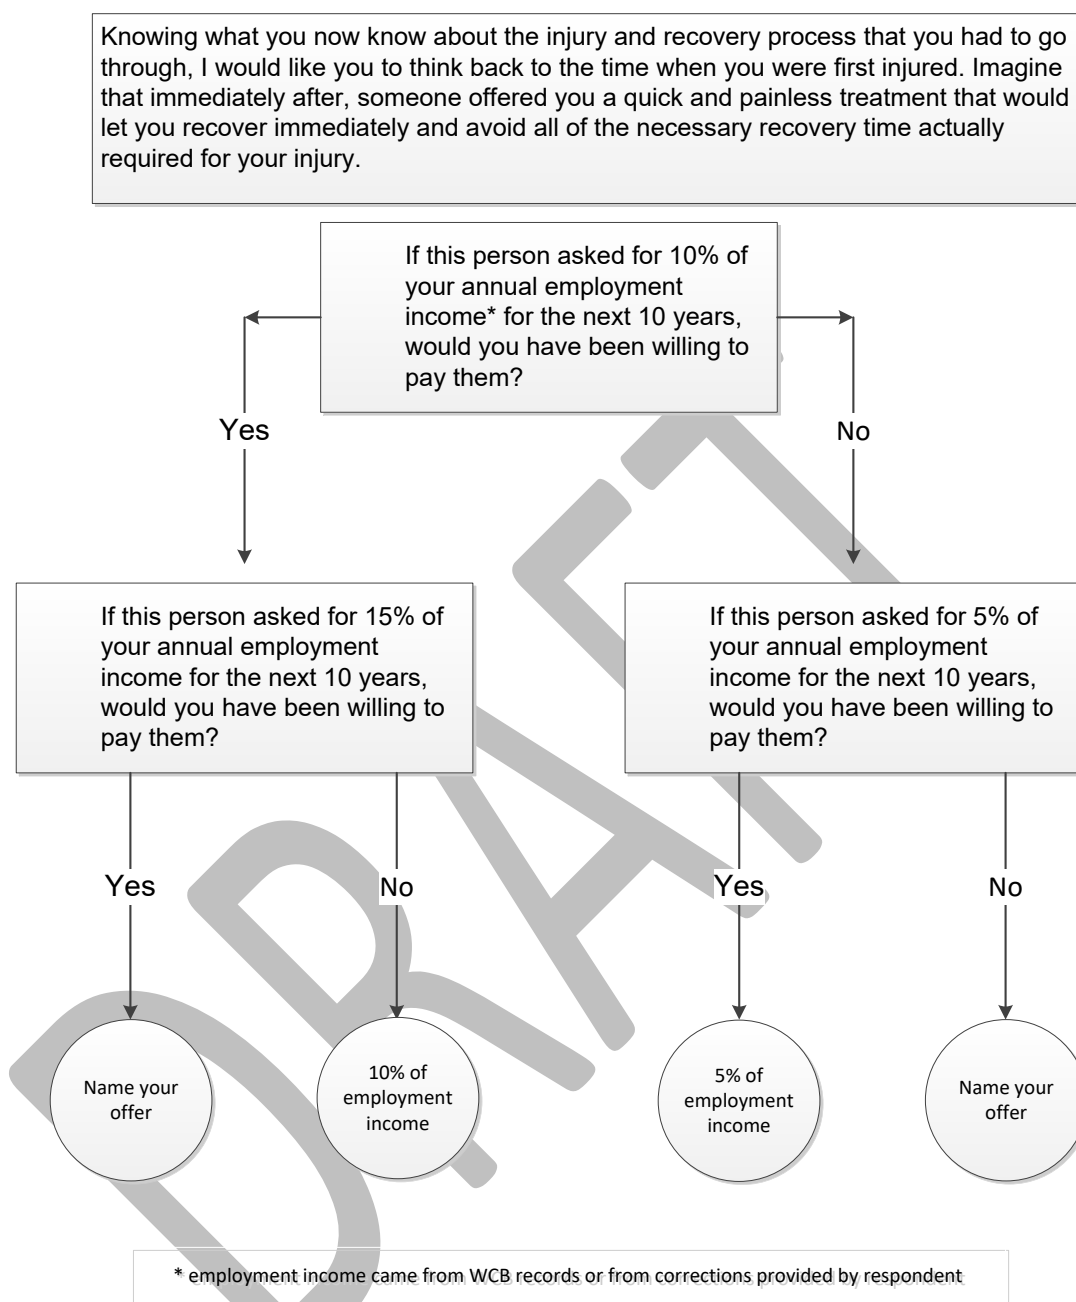 Knowing what you now know about the injury and recovery process that you had to go
through, I would like you to think back to the time when you were first injured. Imagine
that immediately after, someone offered you a quick and painless treatment that would
let you recover immediately and avoid all of the necessary recovery time actually
required for your injury.
If this person asked for 10% of
your annual employment
income* for the next 10 years,
would you have been willing to
pay them?
Yes
No
If this person asked for 15% of
your annual employment
income for the next 10 years,
would you have been willing to
pay them?
If this person asked for 5% of
your annual employment
income for the next 10 years,
would you have been willing to
pay them?
Yes
No
Yes
No
Name your
offer
10% of
employment
income
5% of
employment
income
Name your
offer
* employment income came from WCB records or from corrections provided by respondent
DRAFT